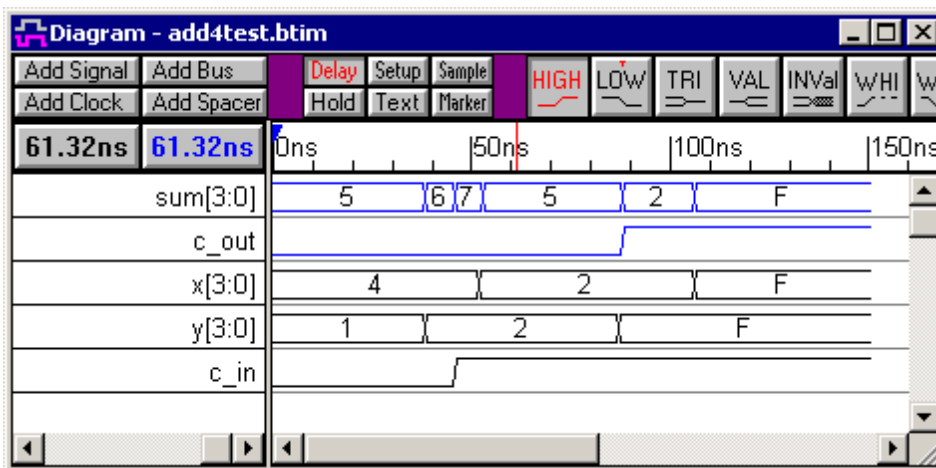 Diagram - add4test.btim
Add Signal Add Bus Delay Setup Sample HIGH LOW TRI VAL INVal WHI W
Add Clock Add Spacer Hold Text Marker
61.32ns 61.32ns 0ns 50ns 100ns 150ns
sum[3:0] 5 6 7 5 2 F
c_out
x[3:0] 4 2 F
y[3:0] 1 2 F
c_in